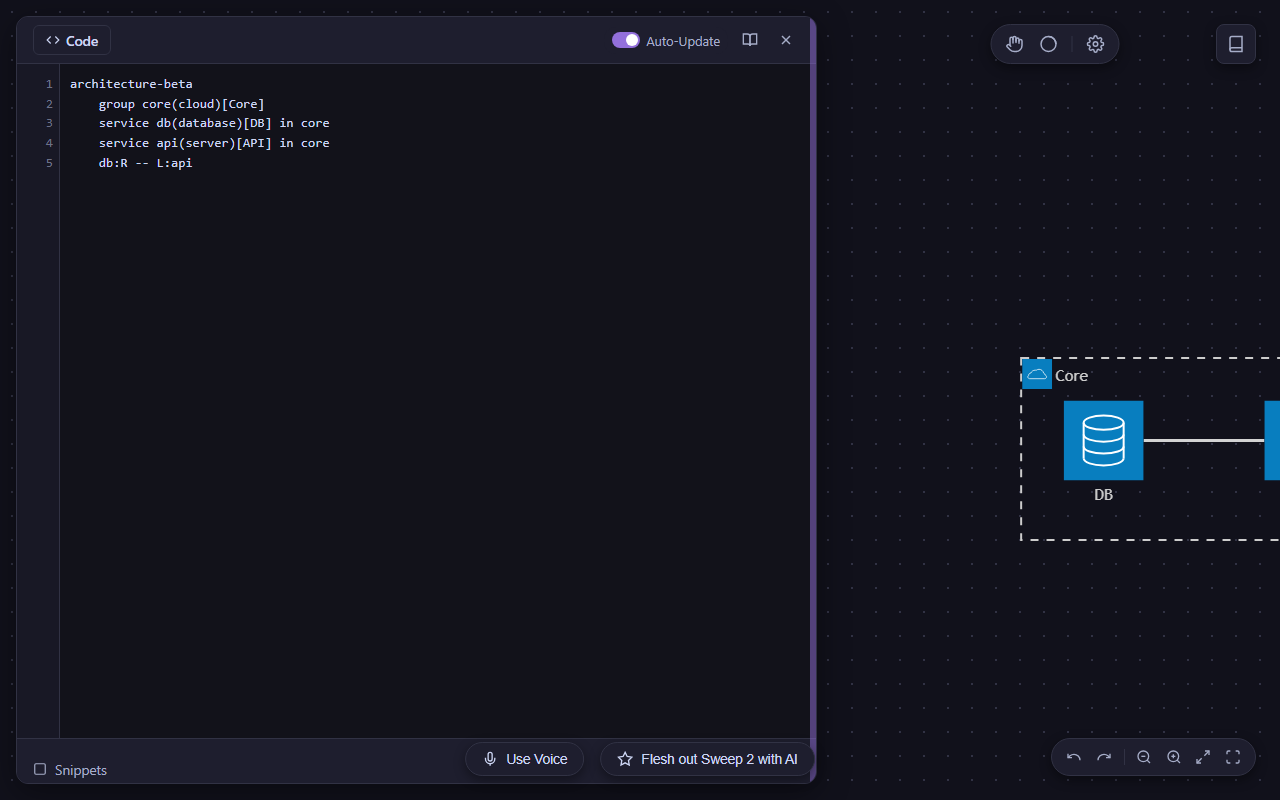 Code
Auto-Update
1 architecture-beta
2 group core(cloud)[Core]
3 service db(database)[DB] in core
4 service api(server)[API] in core
5 db:R -- L:api
Core
DB
Snippets
Use Voice
Flesh out Sweep 2 with AI